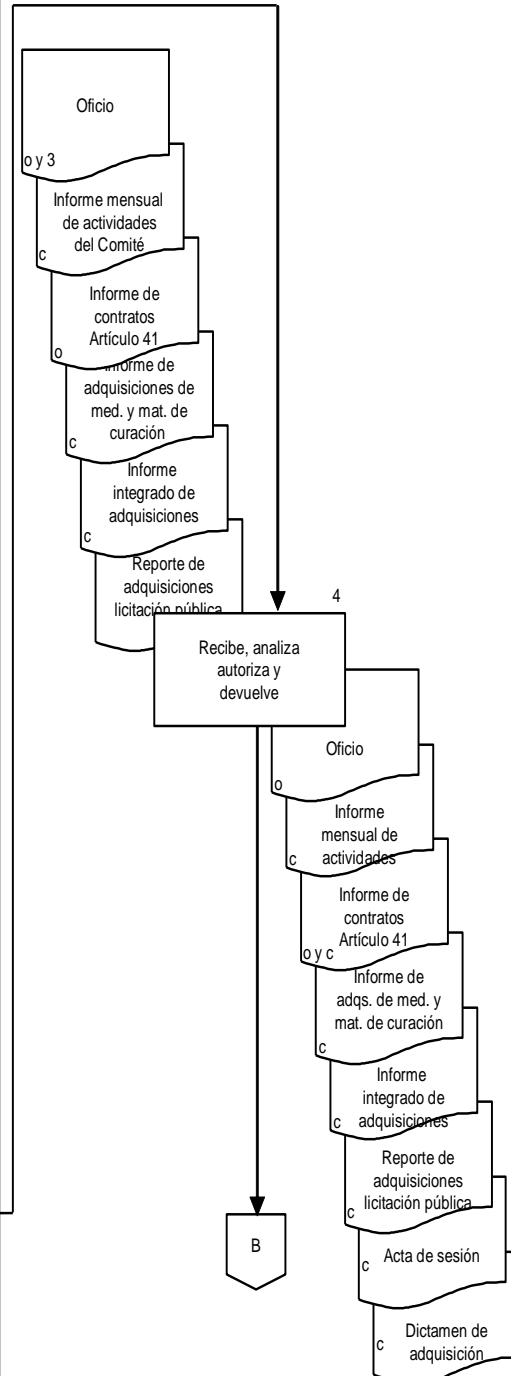 Oficio
o y 3
Informe mensual
de actividades
del Comité
c
Informe de
contratos
Artículo 41
o
Informe de
adquisiciones de
med. y mat. de
curación
c
Informe
integrado de
adquisiciones
c
Reporte de
adquisiciones
licitación pública
4
Recibe, analiza
autoriza y
devuelve
Oficio
o
Informe
mensual de
actividades
c
Informe de
contratos
Artículo 41
o y c
Informe de
adqs. de med. y
mat. de curación
c
Informe
integrado de
adquisiciones
c
Reporte de
adquisiciones
licitación pública
c
B
Acta de sesión
c
Dictamen de
adquisición
c